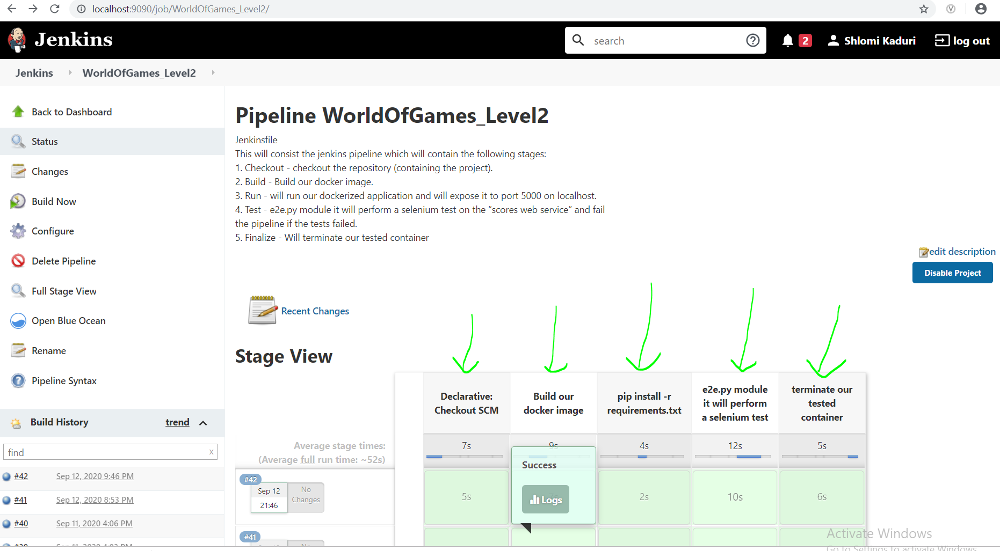 localhost:9090/job/WorldOfGames_Level2/
Jenkins
search
2
Shlomi Kaduri
log out
Jenkins
WorldOfGames_Level2
Back to Dashboard
Status
Changes
Build Now
Configure
Delete Pipeline
Full Stage View
Open Blue Ocean
Rename
Pipeline Syntax
Build History
trend
find
x
#42
Sep 12, 2020 9:46 PM
#41
Sep 12, 2020 8:53 PM
#40
Sep 11, 2020 4:06 PM
Pipeline WorldOfGames_Level2
Jenkinsfile
This will consist the jenkins pipeline which will contain the following stages:
1. Checkout - checkout the repository (containing the project).
2. Build - Build our docker image.
3. Run - will run our dockerized application and will expose it to port 5000 on localhost.
4. Test - e2e.py module it will perform a selenium test on the “scores web service” and fail
the pipeline if the tests failed.
5. Finalize - Will terminate our tested container
edit description
Disable Project
Recent Changes
Stage View
Declarative:
Checkout SCM
Build our
docker image
pip install -r
requirements.txt
e2e.py module
it will perform
a selenium test
terminate our
tested
container
Average stage times:
(Average full run time: ~52s)
7s
9s
4s
12s
5s
#42
Sep 12
21:46
No
Changes
5s
Success
Logs
2s
10s
6s
#41
No
Activate Windows
Go to Settings to activate Windows.